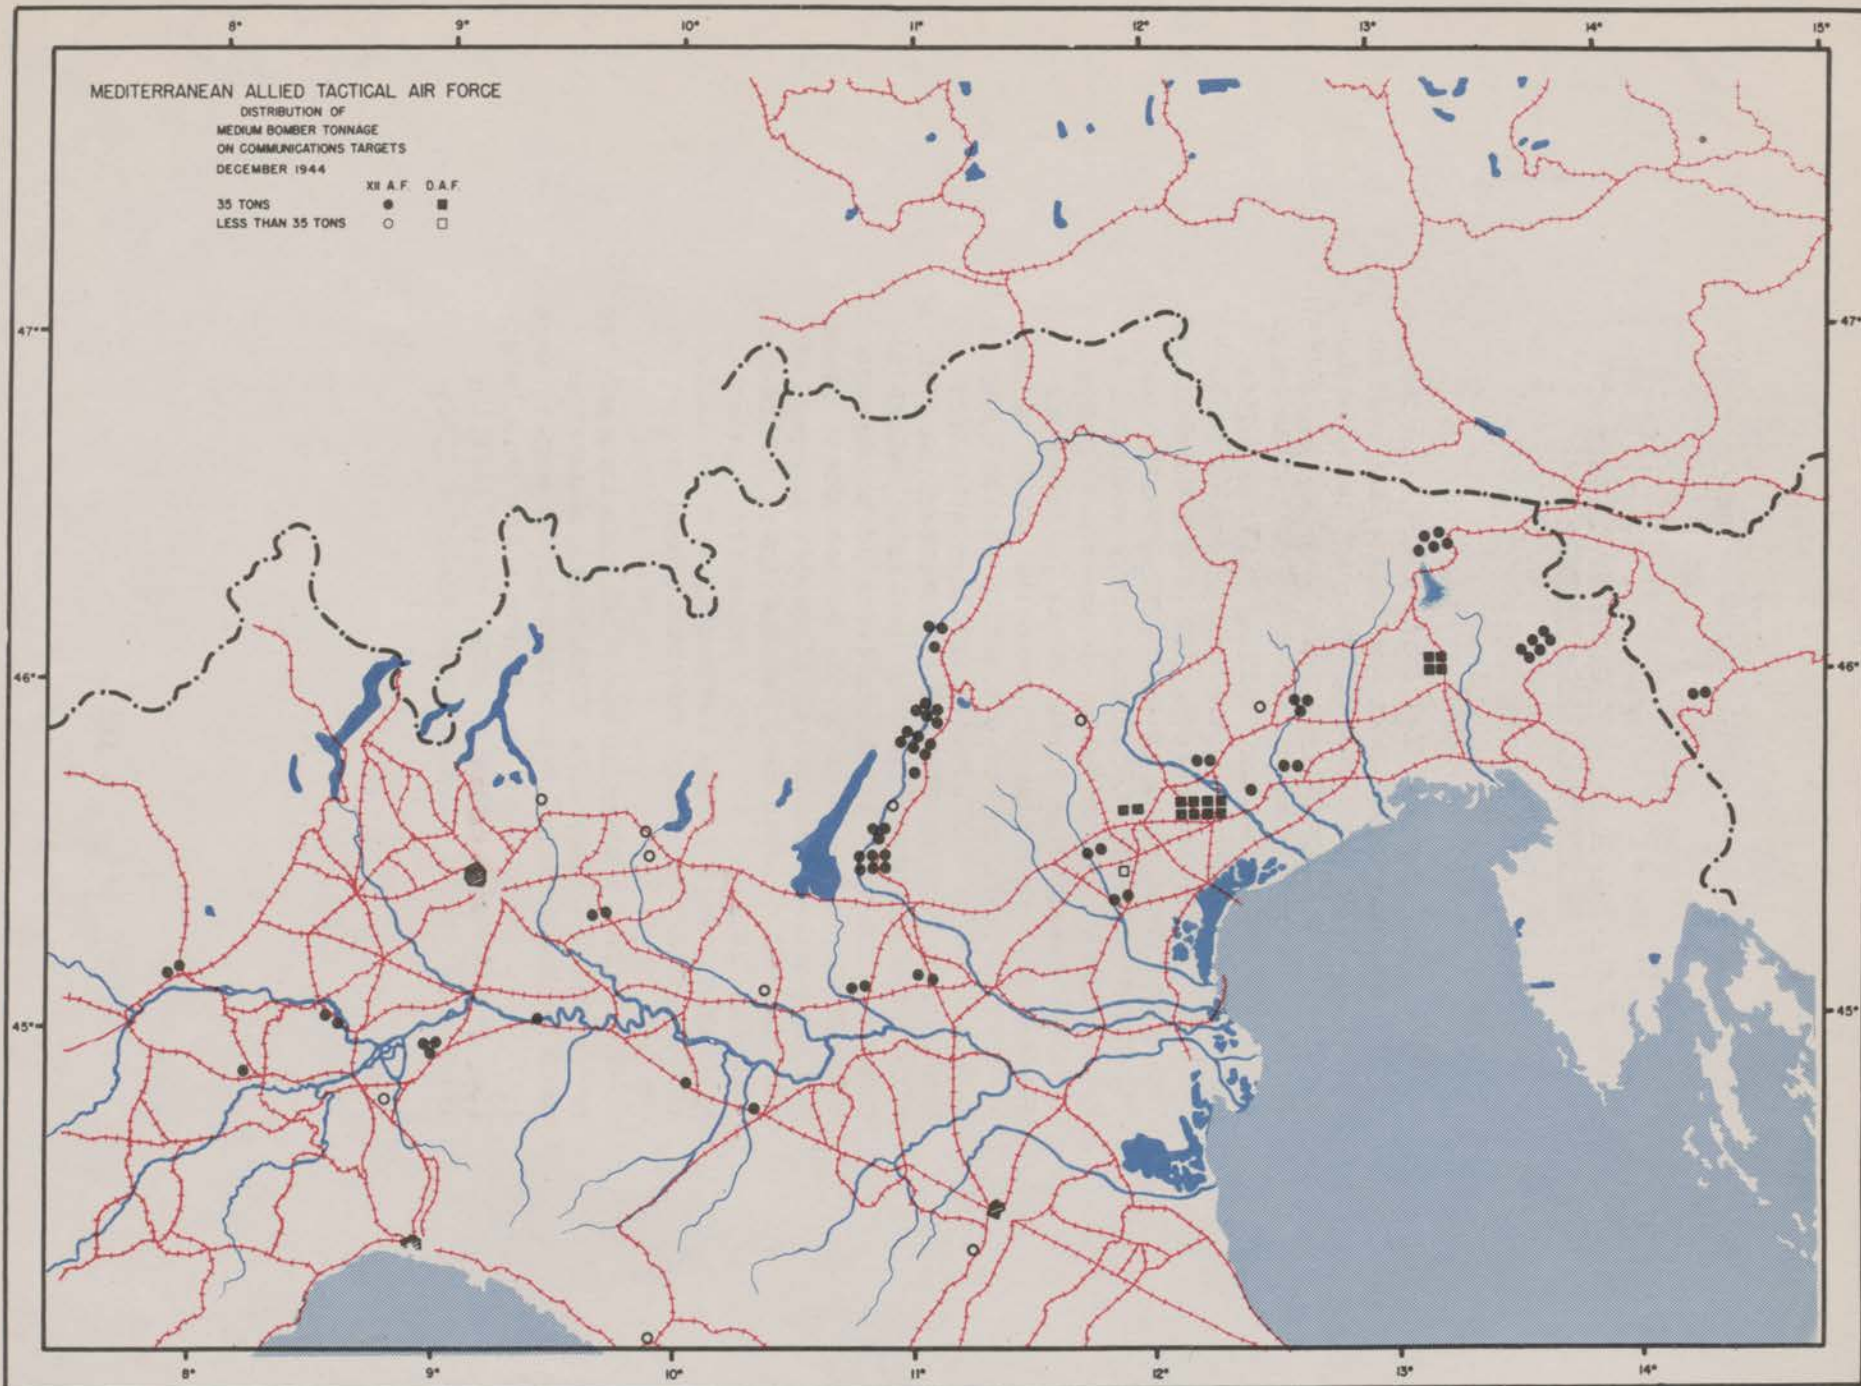 8° 9° 10° 11° 12° 13° 14° 15°
MEDITERRANEAN ALLIED TACTICAL AIR FORCE
DISTRIBUTION OF
MEDIUM BOMBER TONNAGE
ON COMMUNICATIONS TARGETS
DECEMBER 1944
XII A.F. D.A.F.
35 TONS
LESS THAN 35 TONS
47° 47°
46° 46°
45° 45°
8° 9° 10° 11° 12° 13° 14°